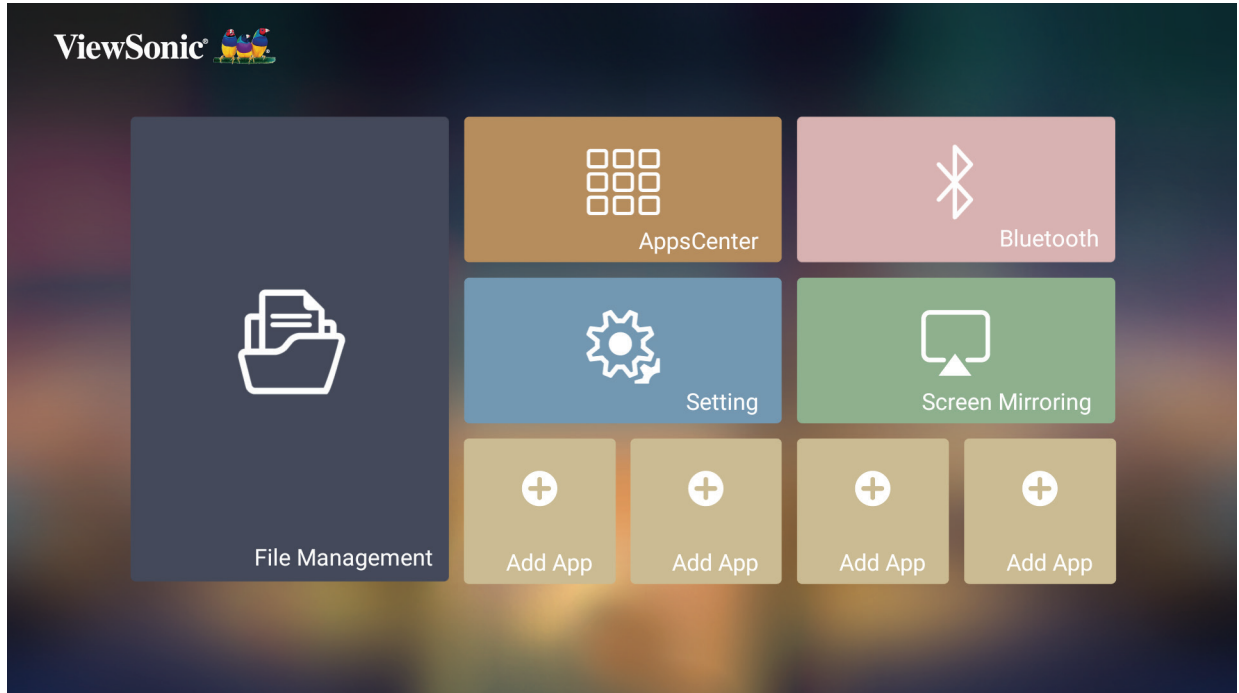 ViewSonic®
AppsCenter
Bluetooth
Setting
Screen Mirroring
File Management
Add App
Add App
Add App
Add App